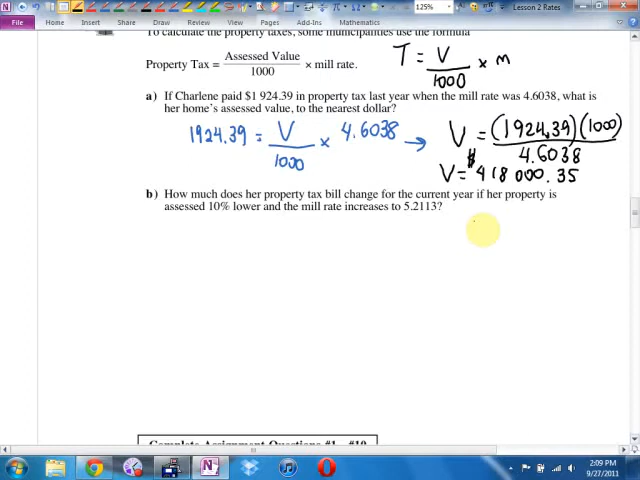 125%
Lesson 2 Rates
File
Home
Insert
Share
Draw
Review
View
Add-Ins
Mathematics
To calculate the property taxes, some municipalities use the formula
Property Tax = Assessed Value / 1000 × mill rate.
T = V / 1000 × m
a) If Charlene paid $1 924.39 in property tax last year when the mill rate was 4.6038, what is
her home's assessed value, to the nearest dollar?
1924.39 = V / 1000 × 4.6038 → V = (1924.39)(1000) / 4.6038
V = $418 000.35
b) How much does her property tax bill change for the current year if her property is
assessed 10% lower and the mill rate increases to 5.2113?
Complete Assignment Questions #1 - #10
2:09 PM
9/27/2011